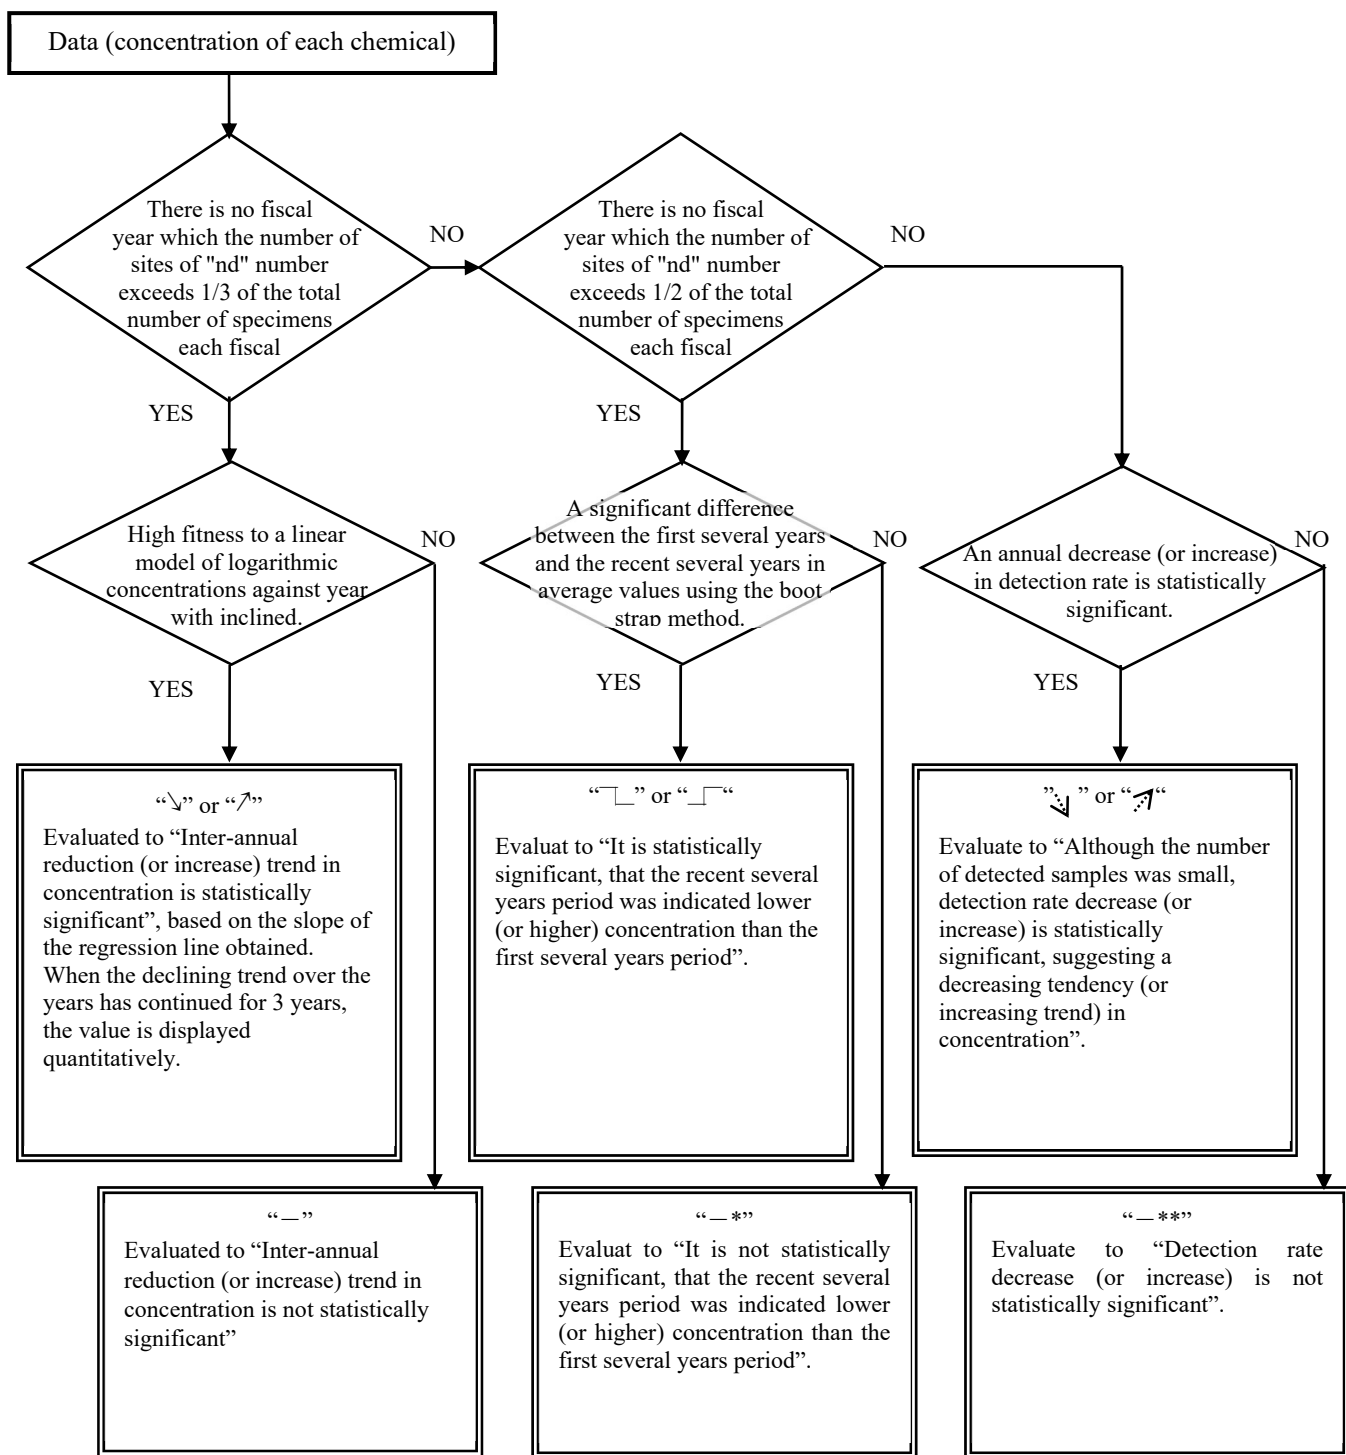 Data (concentration of each chemical)
There is no fiscal
year which the number of
sites of "nd" number
exceeds 1/3 of the total
number of specimens
each fiscal
NO
There is no fiscal
year which the number of
sites of "nd" number
exceeds 1/2 of the total
number of specimens
each fiscal
NO
YES
YES
High fitness to a linear
model of logarithmic
concentrations against year
with inclined.
NO
A significant difference
between the first several years
and the recent several years in
average values using the boot
strap method.
NO
An annual decrease (or increase)
in detection rate is statistically
significant.
NO
YES
YES
YES
“↘” or “↗”
Evaluated to “Inter-annual
reduction (or increase) trend in
concentration is statistically
significant”, based on the slope of
the regression line obtained.
When the declining trend over the
years has continued for 3 years,
the value is displayed
quantitatively.
“ ” or “ “
Evaluat to “It is statistically
significant, that the recent several
years period was indicated lower
(or higher) concentration than the
first several years period”.
” ” or “ “
Evaluate to “Although the number
of detected samples was small,
detection rate decrease (or
increase) is statistically
significant, suggesting a
decreasing tendency (or
increasing trend) in
concentration”.
“―”
Evaluated to “Inter-annual
reduction (or increase) trend in
concentration is not statistically
significant”
“―*”
Evaluat to “It is not statistically
significant, that the recent several
years period was indicated lower
(or higher) concentration than the
first several years period”.
“―**”
Evaluate to “Detection rate
decrease (or increase) is not
statistically significant”.